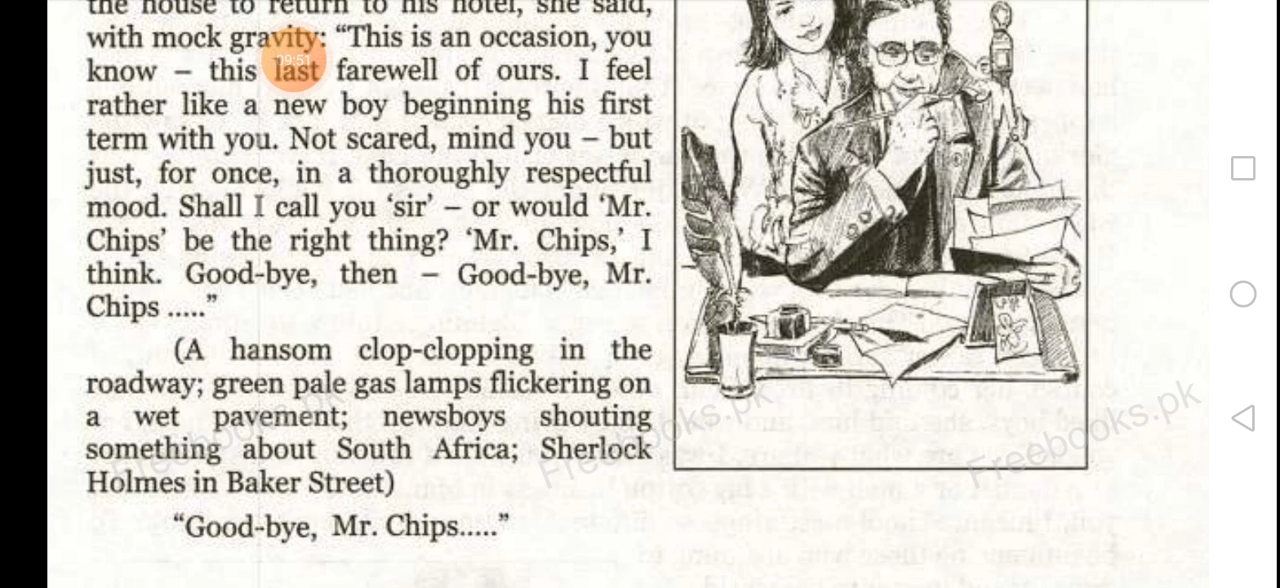 the house to return to his hotel, she said,
with mock gravity: “This is an occasion, you
know – this last farewell of ours. I feel
rather like a new boy beginning his first
term with you. Not scared, mind you – but
just, for once, in a thoroughly respectful
mood. Shall I call you ‘sir’ – or would ‘Mr.
Chips’ be the right thing? ‘Mr. Chips,’ I
think. Good-bye, then – Good-bye, Mr.
Chips .....”
(A hansom clop-clopping in the
roadway; green pale gas lamps flickering on
a wet pavement; newsboys shouting
something about South Africa; Sherlock
Holmes in Baker Street)
“Good-bye, Mr. Chips.....”
09:51
Freebooks.pk
Freebooks.pk
Freebooks.pk